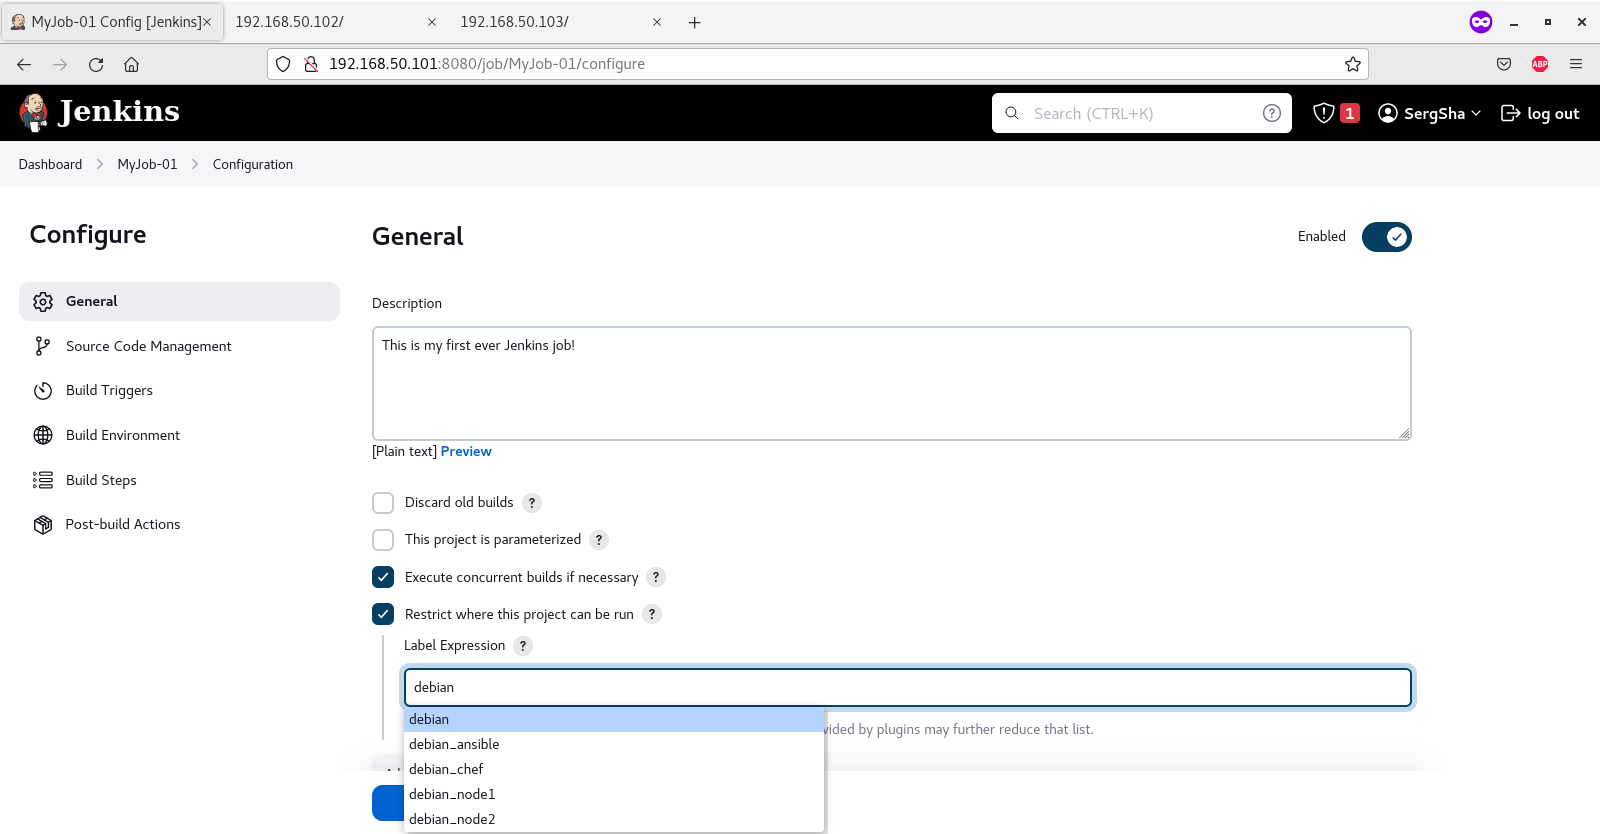 MyJob-01 Config [Jenkins]
192.168.50.102/
192.168.50.103/
192.168.50.101:8080/job/MyJob-01/configure
ABP
Jenkins
Search (CTRL+K)
?
1
SergSha
log out
Dashboard
MyJob-01
Configuration
Configure
General
Source Code Management
Build Triggers
Build Environment
Build Steps
Post-build Actions
General
Enabled
Description
This is my first ever Jenkins job!
[Plain text] Preview
Discard old builds ?
This project is parameterized ?
Execute concurrent builds if necessary ?
Restrict where this project can be run ?
Label Expression ?
debian
debian
vided by plugins may further reduce that list.
debian_ansible
debian_chef
debian_node1
debian_node2